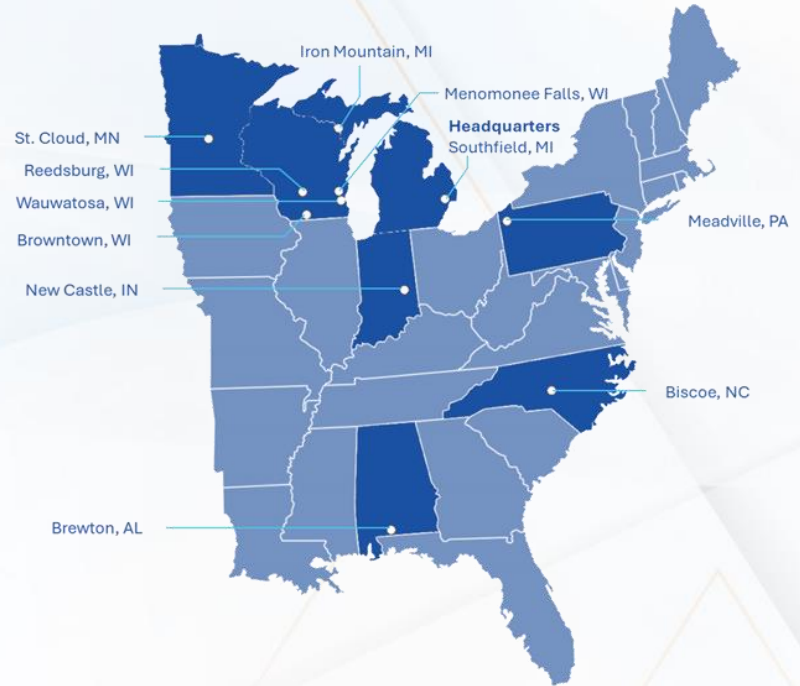 Iron Mountain, MI
Menomonee Falls, WI
Headquarters
Southfield, MI
St. Cloud, MN
Reedsburg, WI
Wauwatosa, WI
Browntown, WI
Meadville, PA
New Castle, IN
Biscoe, NC
Brewton, AL